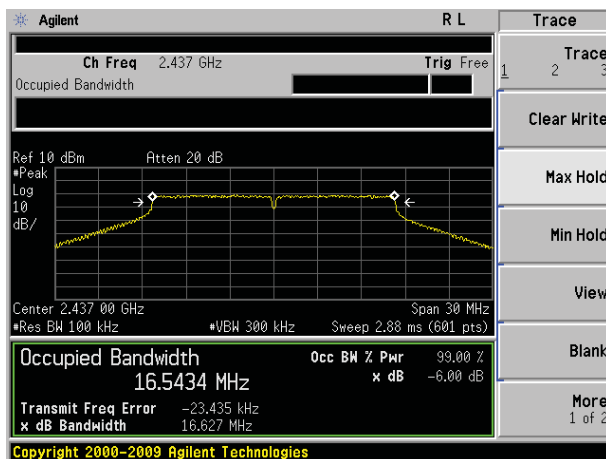 Agilent R L Trace
Ch Freq 2.437 GHz Trig Free
Occupied Bandwidth
Trace
1 2 3
Clear Write
Max Hold
Min Hold
View
Blank
More
1 of 2
Ref 10 dBm Atten 20 dB
#Peak
Log
10
dB/
Center 2.437 00 GHz Span 30 MHz
#Res BW 100 kHz #VBW 300 kHz Sweep 2.88 ms (601 pts)
Occupied Bandwidth Occ BW % Pwr 99.00 %
16.5434 MHz x dB -6.00 dB
Transmit Freq Error -23.435 kHz
x dB Bandwidth 16.627 MHz
Copyright 2000-2009 Agilent Technologies